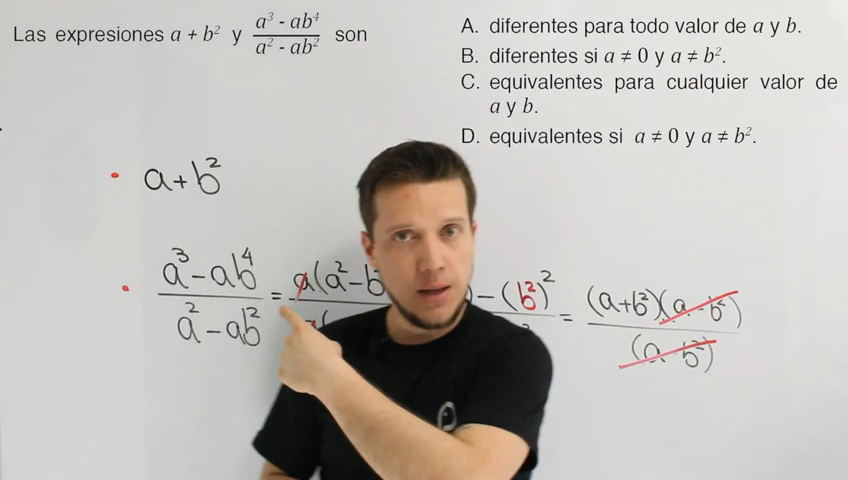 Las expresiones a + b² y (a³ - ab⁴)/(a² - ab²) son
A. diferentes para todo valor de a y b.
B. diferentes si a ≠ 0 y a ≠ b².
C. equivalentes para cualquier valor de
a y b.
D. equivalentes si a ≠ 0 y a ≠ b².
• a+b²
• a³-ab⁴ = a(a²-b ) - (b²)² = (a+b²)(a-b²)
a²-ab² (a-b²)